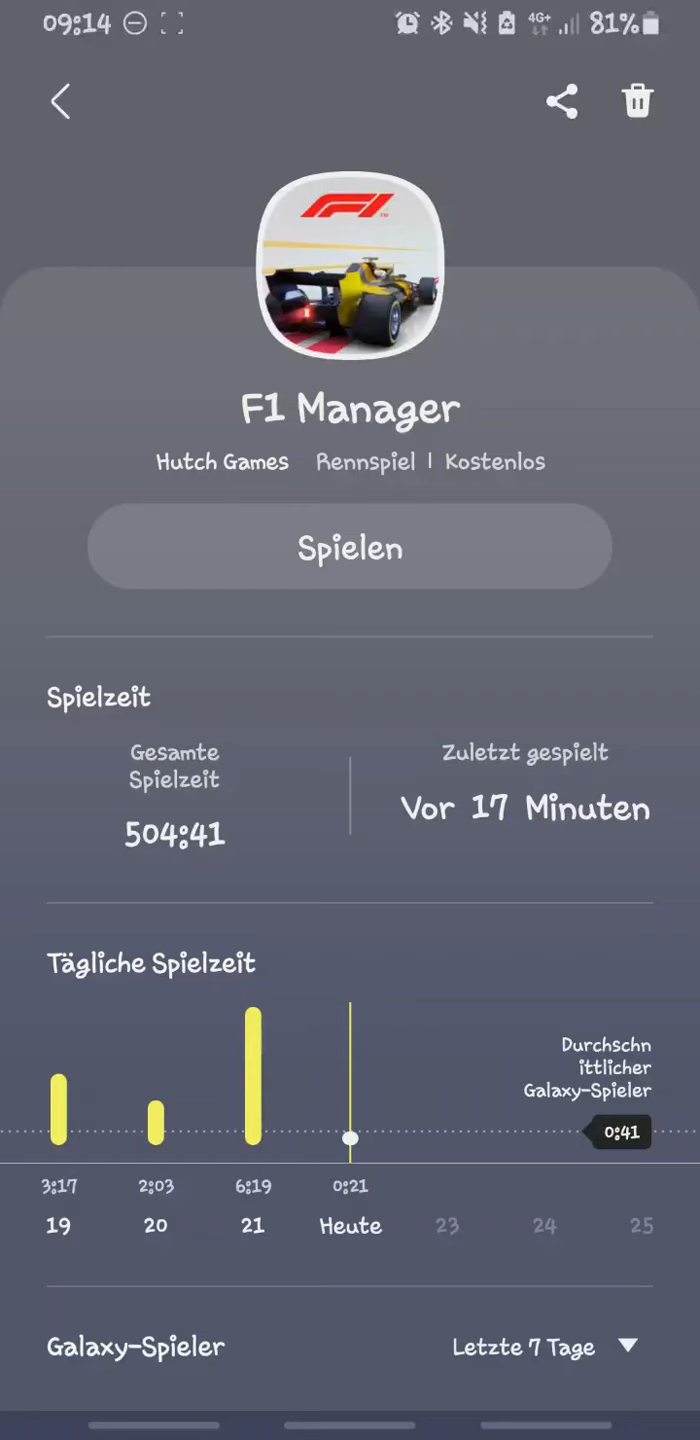 09:14
4G+
81%
F1
TM
F1 Manager
Hutch Games Rennspiel | Kostenlos
Spielen
Spielzeit
Gesamte
Spielzeit
504:41
Zuletzt gespielt
Vor 17 Minuten
Tägliche Spielzeit
Durchschn
ittlicher
Galaxy-Spieler
0:41
3:17 2:03 6:19 0:21
19 20 21 Heute 23 24 25
Galaxy-Spieler Letzte 7 Tage